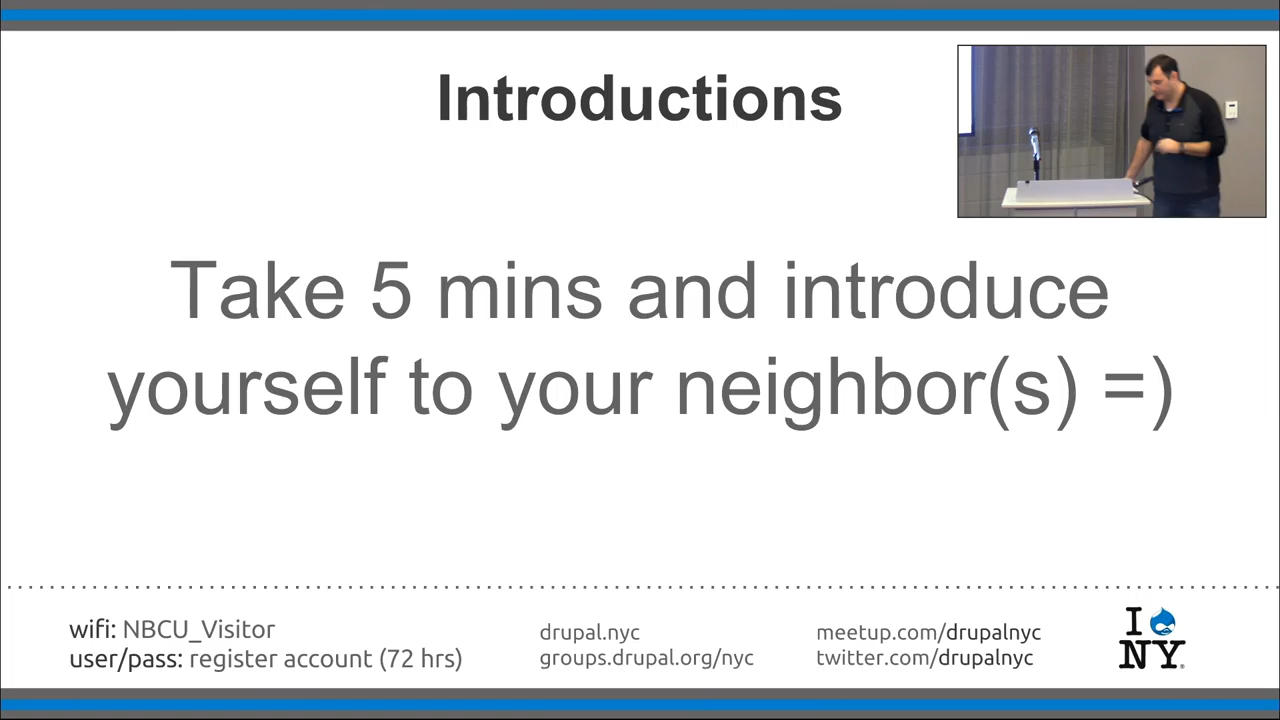 Introductions
Take 5 mins and introduce
yourself to your neighbor(s) =)
wifi: NBCU_Visitor
user/pass: register account (72 hrs)
drupal.nyc
groups.drupal.org/nyc
meetup.com/drupalnyc
twitter.com/drupalnyc
I
NY®